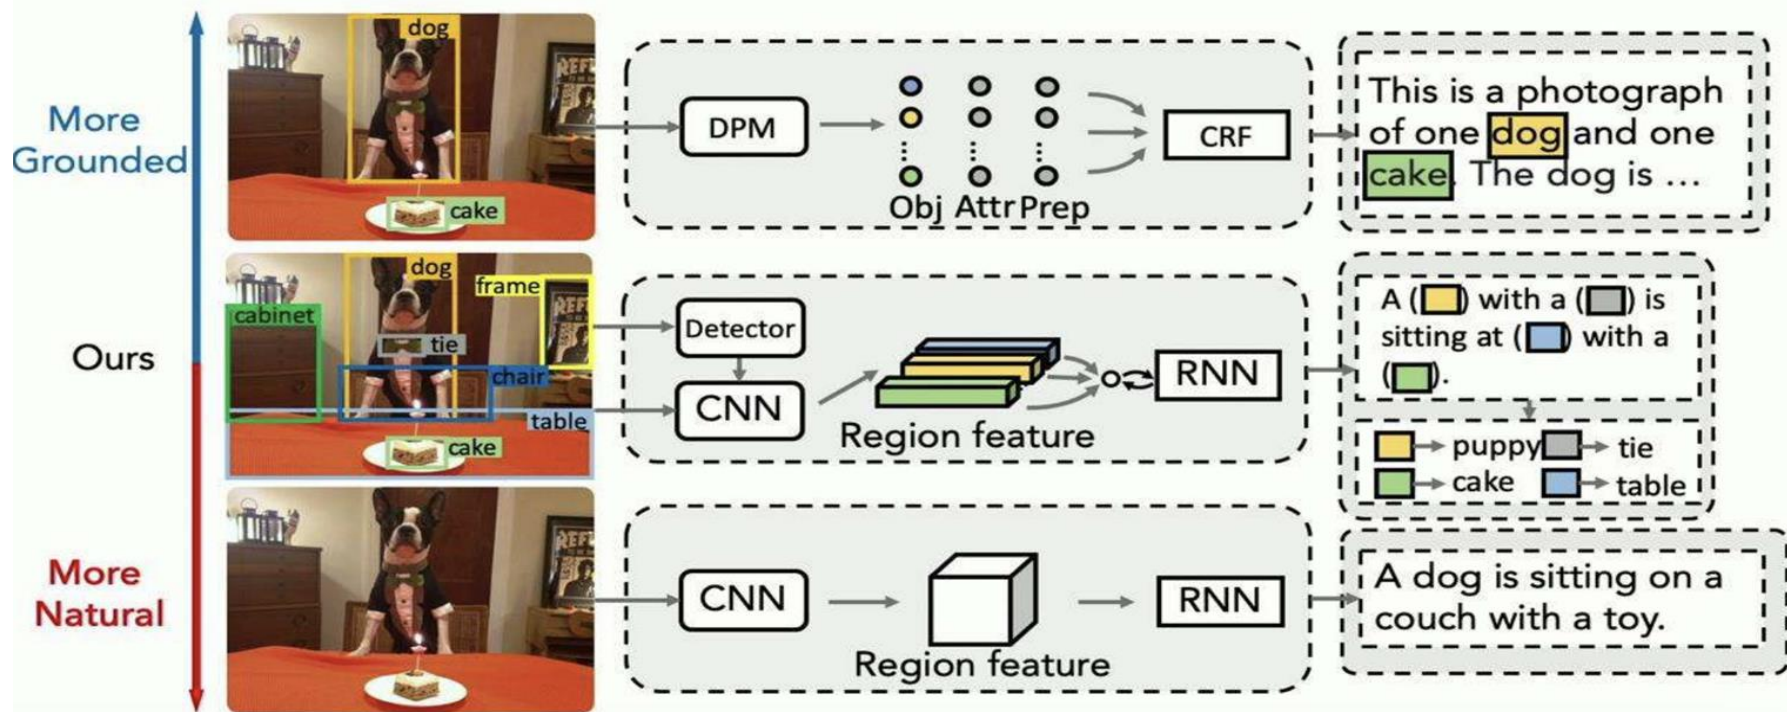 More
Grounded
dog
cake
DPM
Obj Attr Prep
CRF
This is a photograph
of one dog and one
cake. The dog is ...
Ours
dog
frame
cabinet
tie
chair
table
cake
Detector
CNN
Region feature
RNN
A ( ) with a ( ) is
sitting at ( ) with a
( ).
puppy tie
cake table
More
Natural
CNN
Region feature
RNN
A dog is sitting on a
couch with a toy.